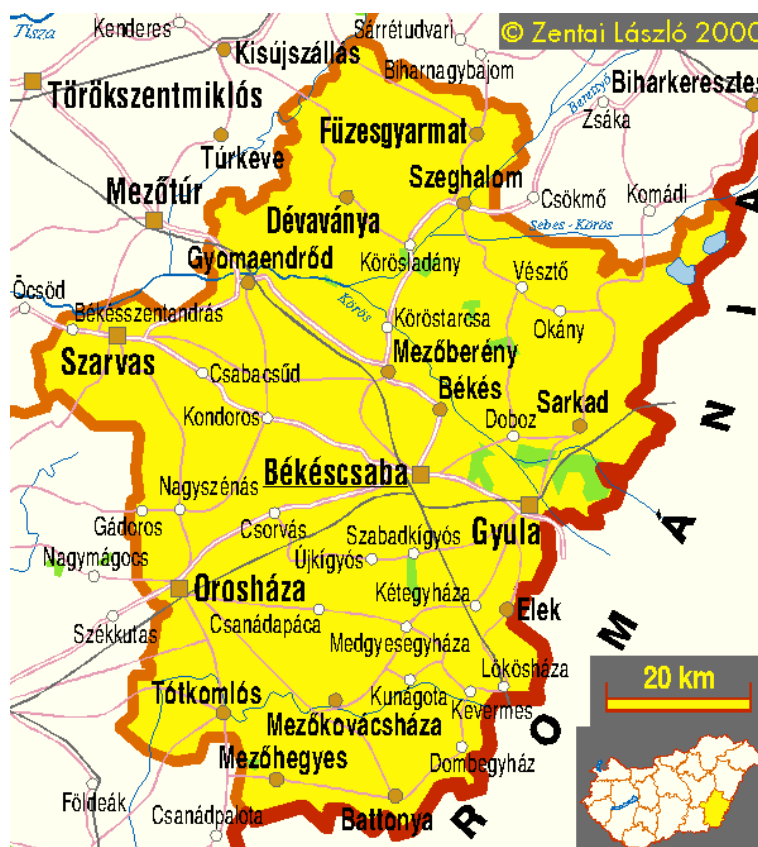 Tisza
Kenderes
Sárrétudvari
© Zentai László 2000
Kisújszállás
Biharnagybajom
Biharkeresztes
Törökszentmiklós
Berettyó
Zsáka
Füzesgyarmat
Túrkeve
Mezőtúr
Szeghalom
Csökmő
Komádi
Dévaványa
Sebes - Körös
Gyomaendrőd
Körösladány
Vésztő
Öcsöd
Békésszentandrás
Körös
Köröstarcsa
Okány
Szarvas
Mezőberény
Csabacsűd
Békés
Kondoros
Doboz
Sarkad
Békéscsaba
Nagyszénás
Gádoros
Csorvás
Gyula
Szabadkígyós
Nagymágocs
Újkígyós
Orosháza
Kétegyháza
Elek
Székkutas
Csanádapáca
Medgyesegyháza
Lőkösháza
20 km
Tótkomlós
Kunágota
Kevermes
Mezőkovácsháza
Mezőhegyes
Dombegyház
Földeák
Csanádpalota
Battonya
ROMÁNIA